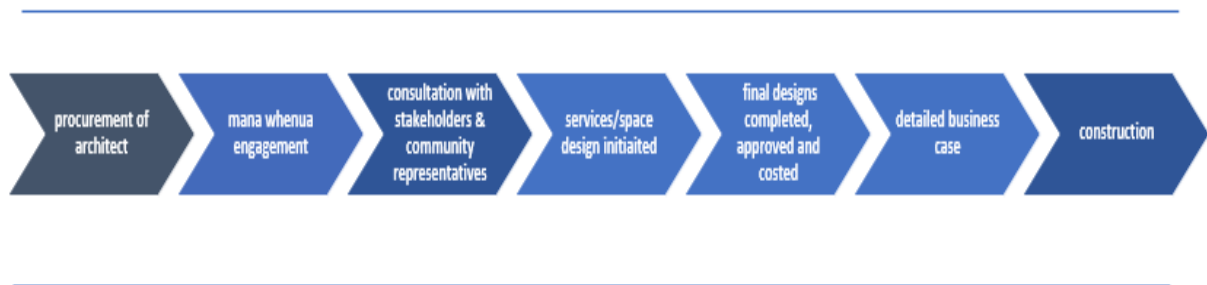 procurement of
architect
mana whenua
engagement
consultation with
stakeholders &
community
representatives
services/space
design initiaited
final designs
completed,
approved and
costed
detailed business
case
construction